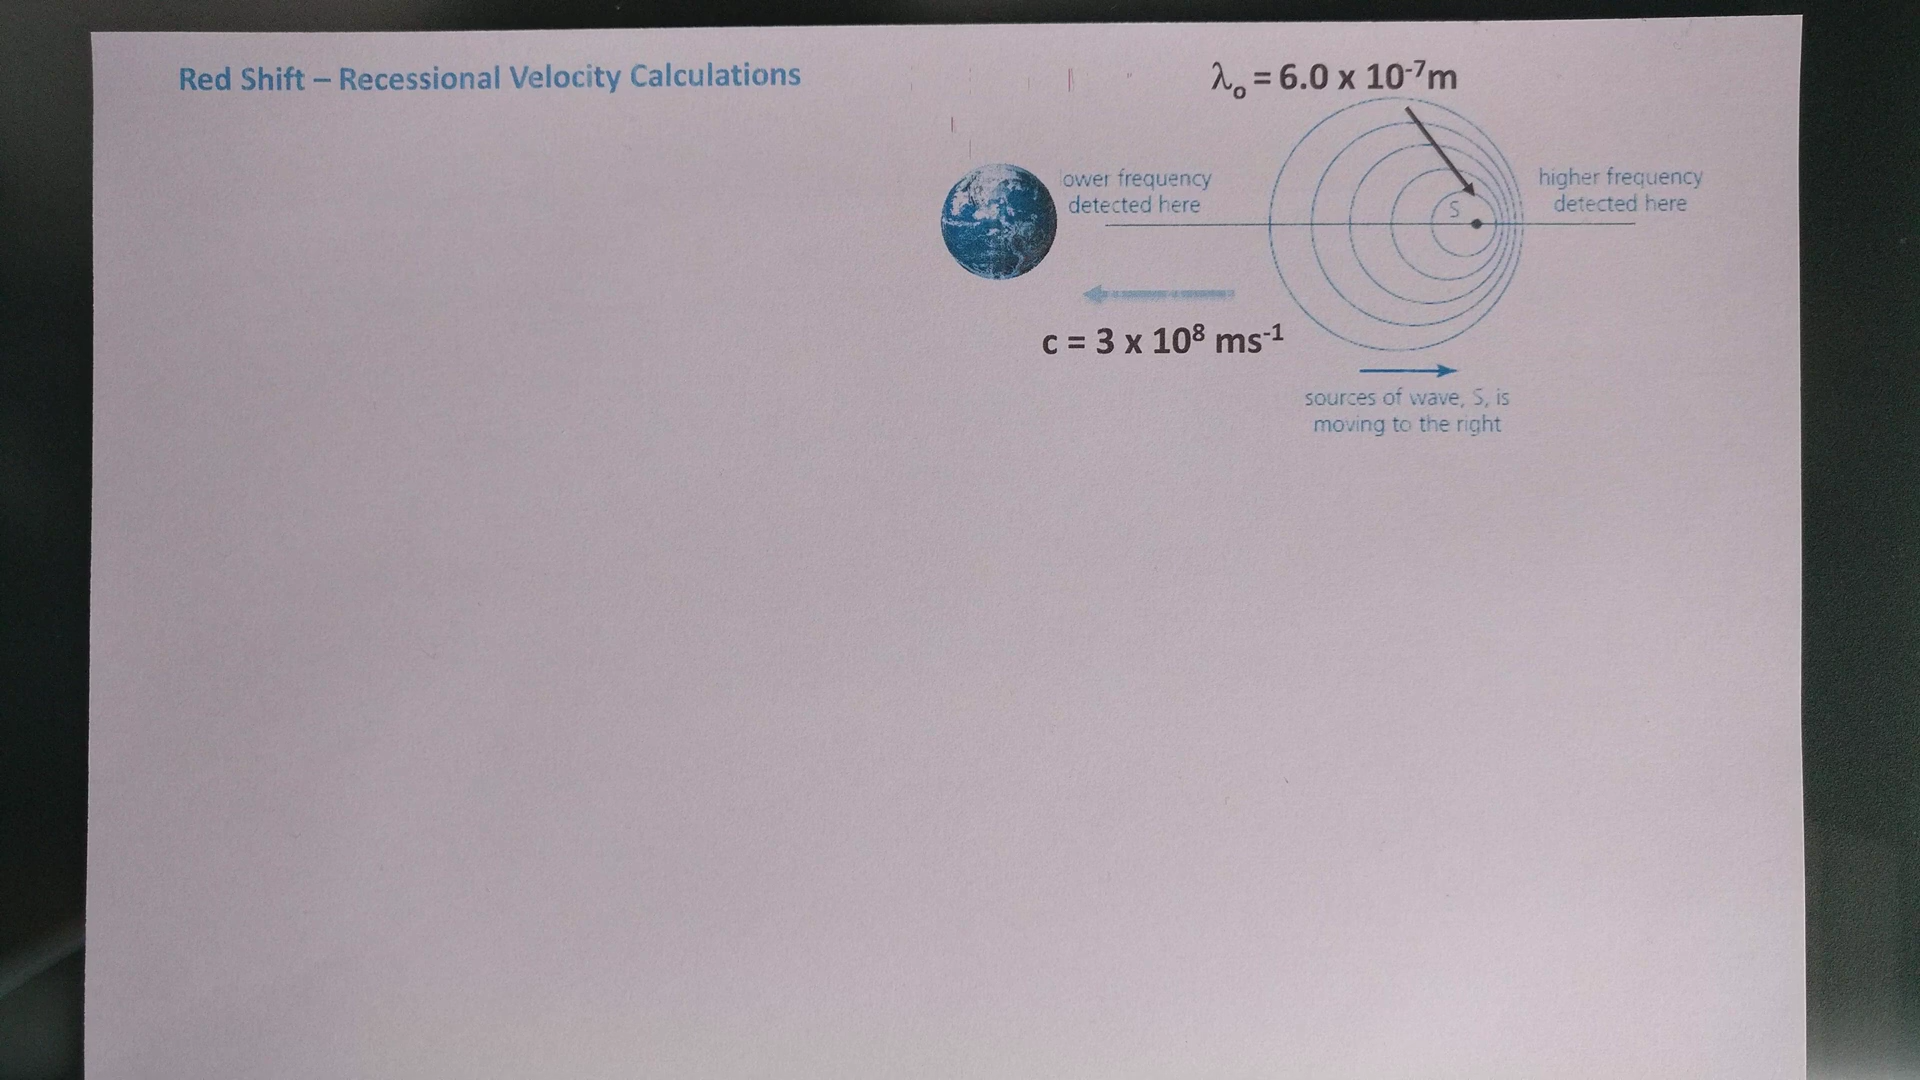 Red Shift – Recessional Velocity Calculations
λₒ = 6.0 x 10⁻⁷m
ower frequency
detected here
higher frequency
detected here
S
c = 3 x 10⁸ ms⁻¹
sources of wave, S, is
moving to the right